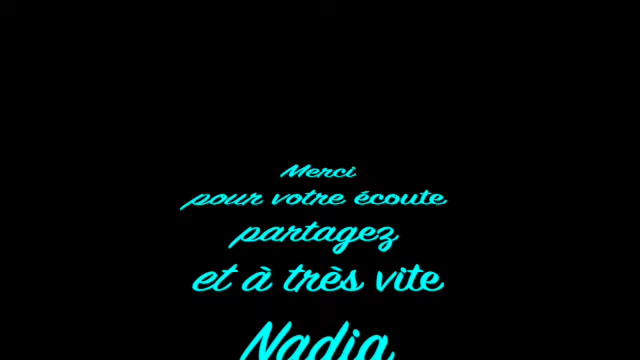 Merci
pour votre écoute
partagez
et à très vite
Nadia